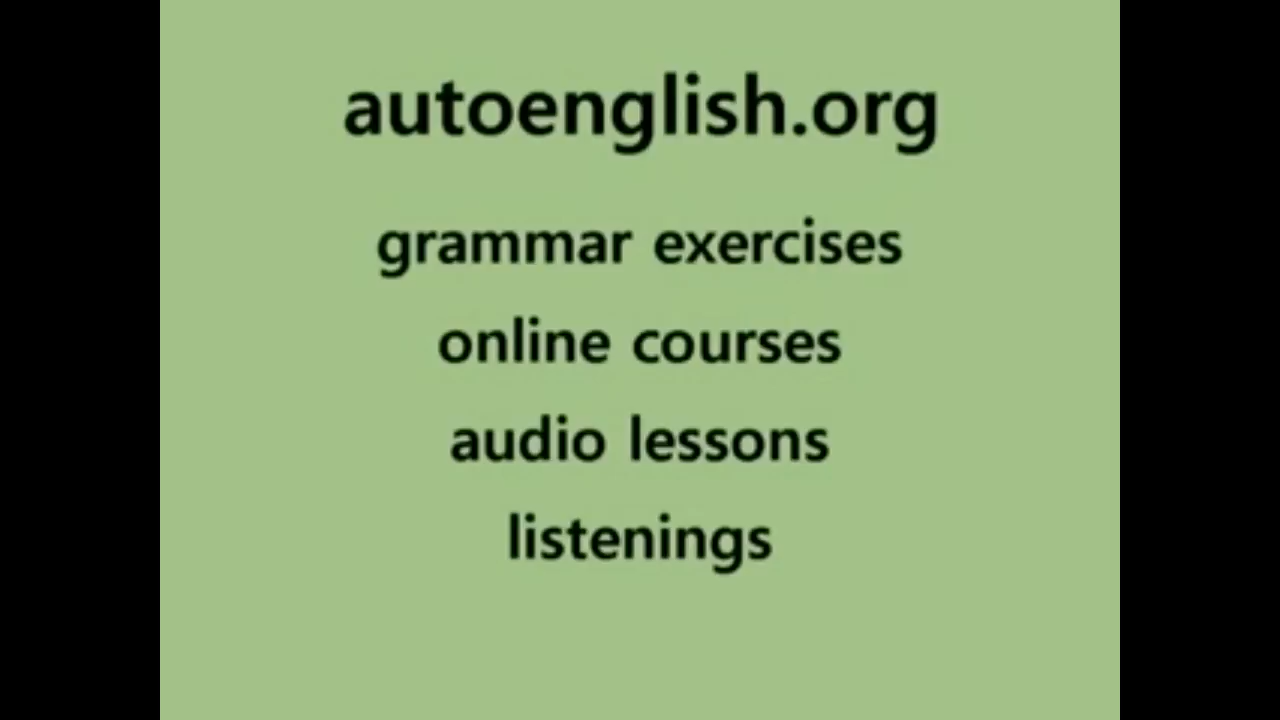 autoenglish.org
grammar exercises
online courses
audio lessons
listenings